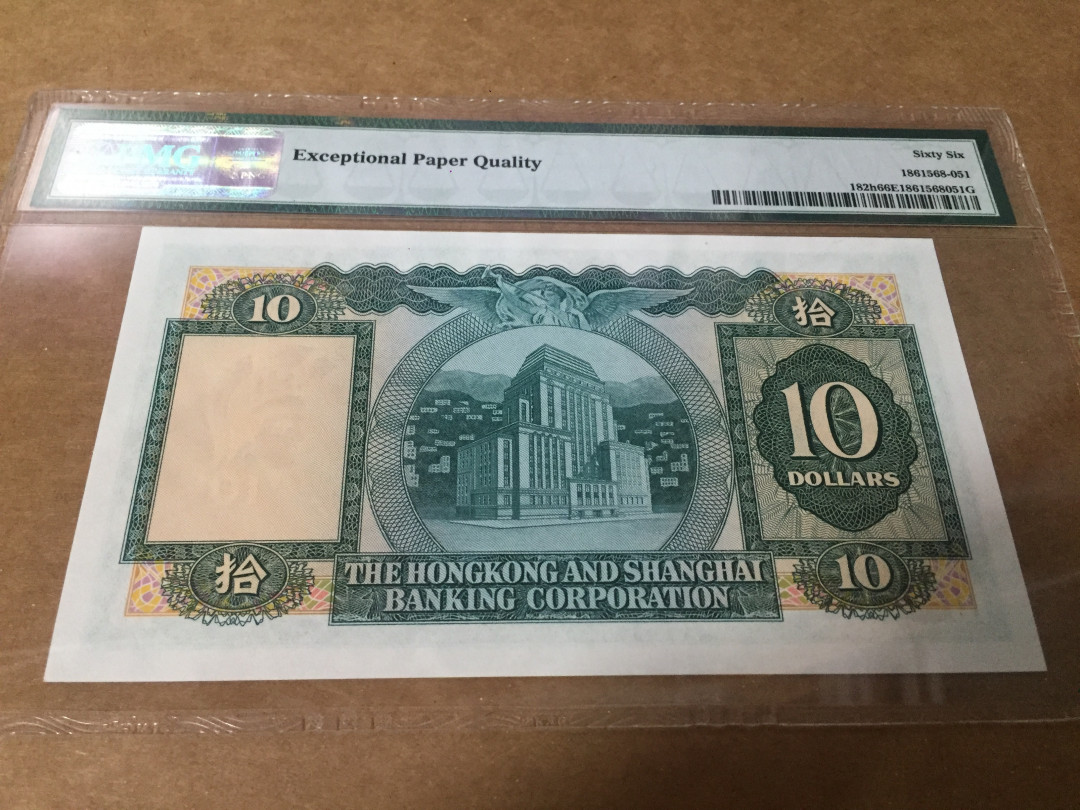 PMG
Exceptional Paper Quality
Sixty Six
1861568-051
182h66E1861568051G
10
拾
10
DOLLARS
拾
10
THE HONGKONG AND SHANGHAI
BANKING CORPORATION